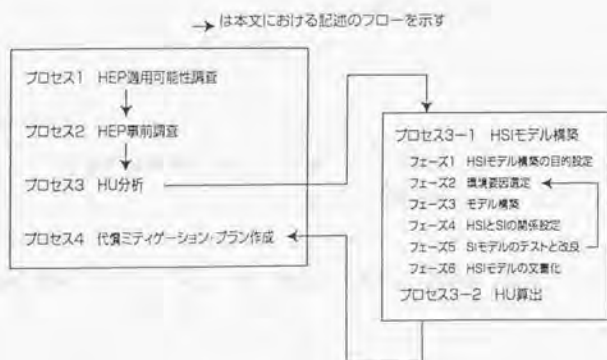 → は本文における記述のフローを示す
プロセス1 HEP適用可能性調査
プロセス2 HEP事前調査
プロセス3 HU分析
プロセス4 代償ミティゲーション・プラン作成
プロセス3-1 HSIモデル構築
フェーズ1 HSIモデル構築の目的設定
フェーズ2 環境要因選定
フェーズ3 モデル構築
フェーズ4 HSIとSIの関係設定
フェーズ5 SIモデルのテストと改良
フェーズ6 HSIモデルの文書化
プロセス3-2 HU算出